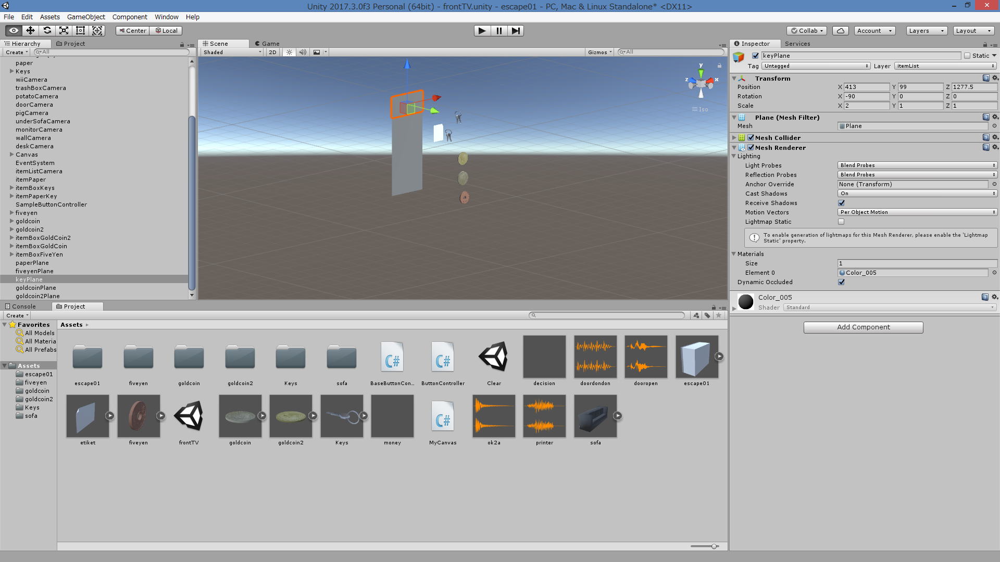 Unity 2017.3.0f3 Personal (64bit) - frontTV.unity - escape01 - PC, Mac & Linux Standalone* <DX11>
File Edit Assets GameObject Component Window Help
Center Local
Collab Account Layers Layout
Hierarchy Project
Create All
paper
Keys
wiiCamera
trashBoxCamera
potatoCamera
doorCamera
pigCamera
underSofaCamera
monitorCamera
wallCamera
deskCamera
Canvas
EventSystem
itemListCamera
itemPaper
itemBoxKeys
itemPaperKey
SampleButtonController
fiveyen
goldcoin
goldcoin2
itemBoxGoldCoin2
itemBoxGoldCoin
itemBoxFiveYen
paperPlane
fiveyenPlane
keyPlane
goldcoinPlane
goldcoin2Plane
Scene Game
Shaded 2D Gizmos All
y
z x
Iso
Inspector Services
keyPlane Static
Tag Untagged Layer itemList
Transform
Position X 413 Y 99 Z 1277.5
Rotation X -90 Y 0 Z 0
Scale X 2 Y 1 Z 1
Plane (Mesh Filter)
Mesh Plane
Mesh Collider
Mesh Renderer
Lighting
Light Probes Blend Probes
Reflection Probes Blend Probes
Anchor Override None (Transform)
Cast Shadows On
Receive Shadows
Motion Vectors Per Object Motion
Lightmap Static
To enable generation of lightmaps for this Mesh Renderer, please enable the 'Lightmap
Static' property.
Materials
Size 1
Element 0 Color_005
Dynamic Occluded
Color_005
Shader Standard
Add Component
Console Project
Create
Favorites
All Models
All Materia
All Prefabs
Assets
escape01
fiveyen
goldcoin
goldcoin2
Keys
sofa
Assets
C# C#
escape01 fiveyen goldcoin goldcoin2 Keys sofa BaseButtonCon... ButtonController Clear decision doordondon dooropen escape01
C#
etiket fiveyen frontTV goldcoin goldcoin2 Keys money MyCanvas ok2a printer sofa